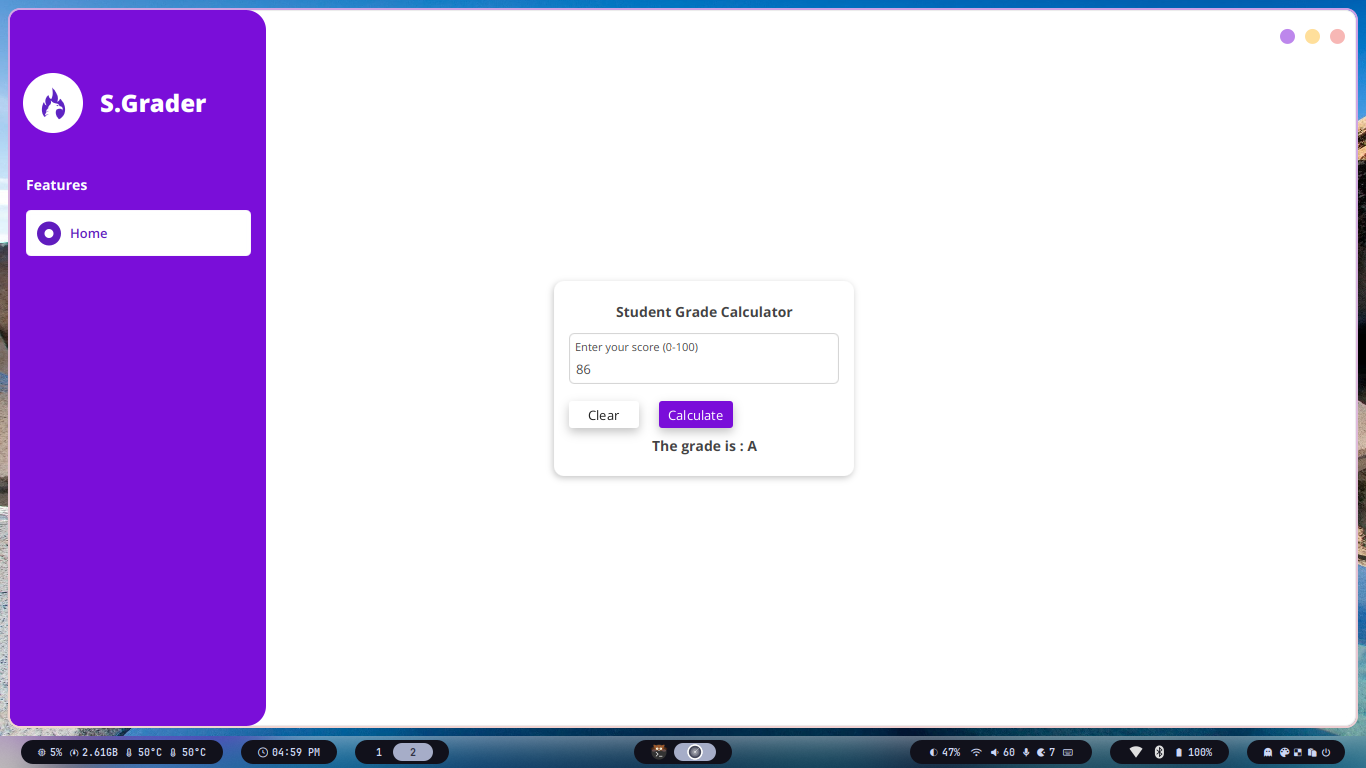 S.Grader
Features
Home
Student Grade Calculator
Enter your score (0-100)
86
Clear
Calculate
The grade is : A
5% 2.61GB 50°C 50°C
04:59 PM
1 2
47% 60 7
100%